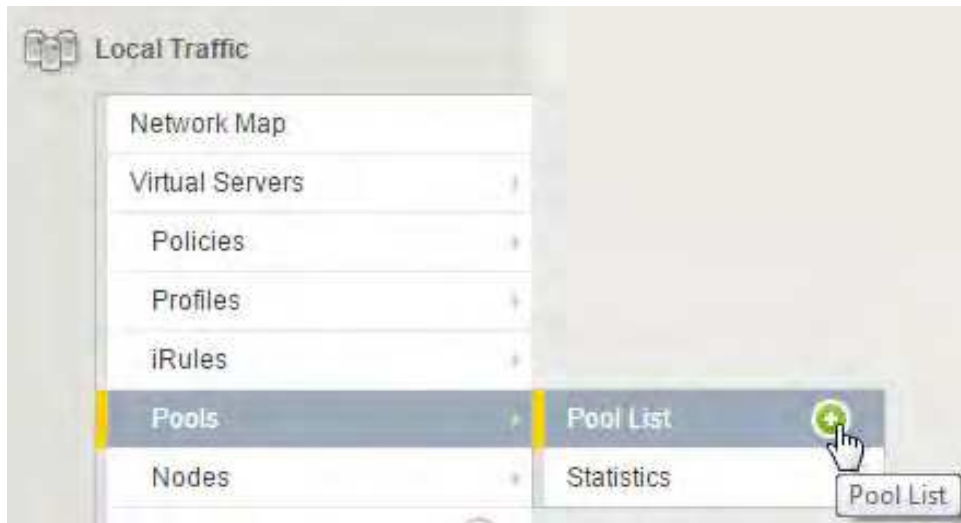 Local Traffic
Network Map
Virtual Servers
Policies
Profiles
iRules
Pools
Pool List
Nodes
Statistics
Pool List